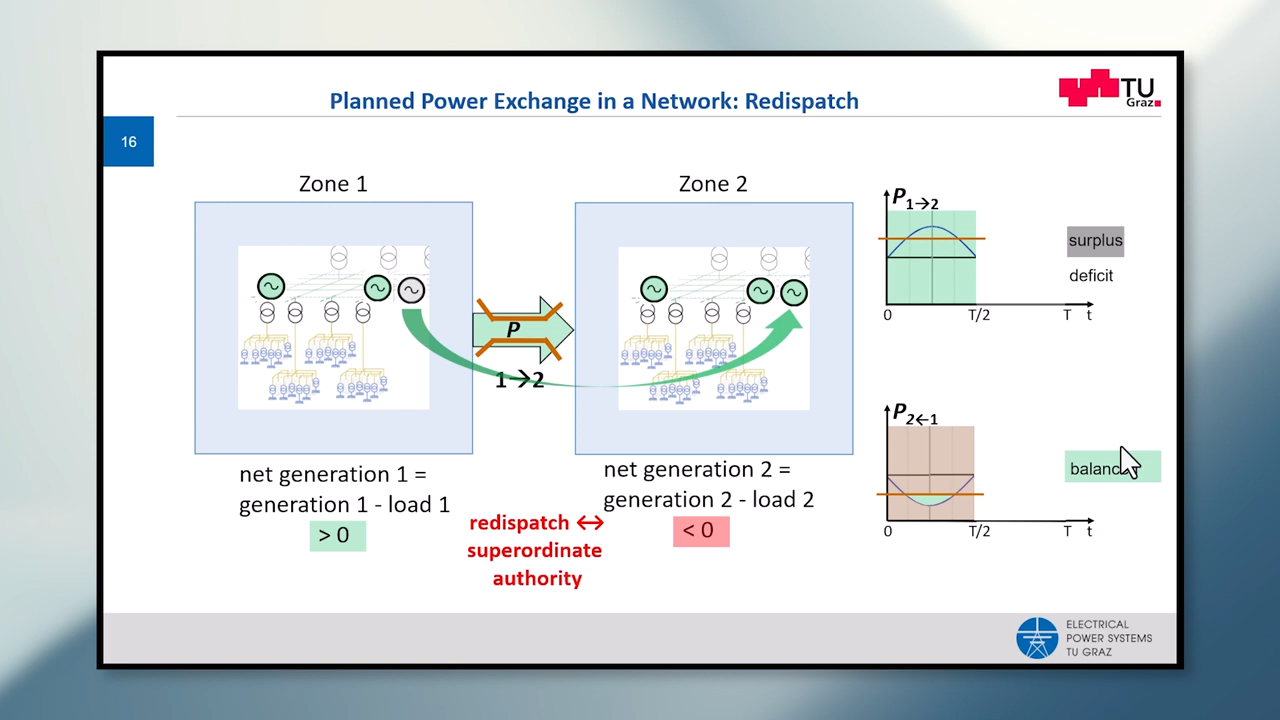 Planned Power Exchange in a Network: Redispatch
TU
Graz
16
Zone 1
Zone 2
P
1→2
net generation 1 =
generation 1 - load 1
> 0
net generation 2 =
generation 2 - load 2
< 0
redispatch ↔
superordinate
authority
P1→2
0
T/2
T
t
surplus
deficit
P2←1
0
T/2
T
t
ELECTRICAL
POWER SYSTEMS
TU GRAZ